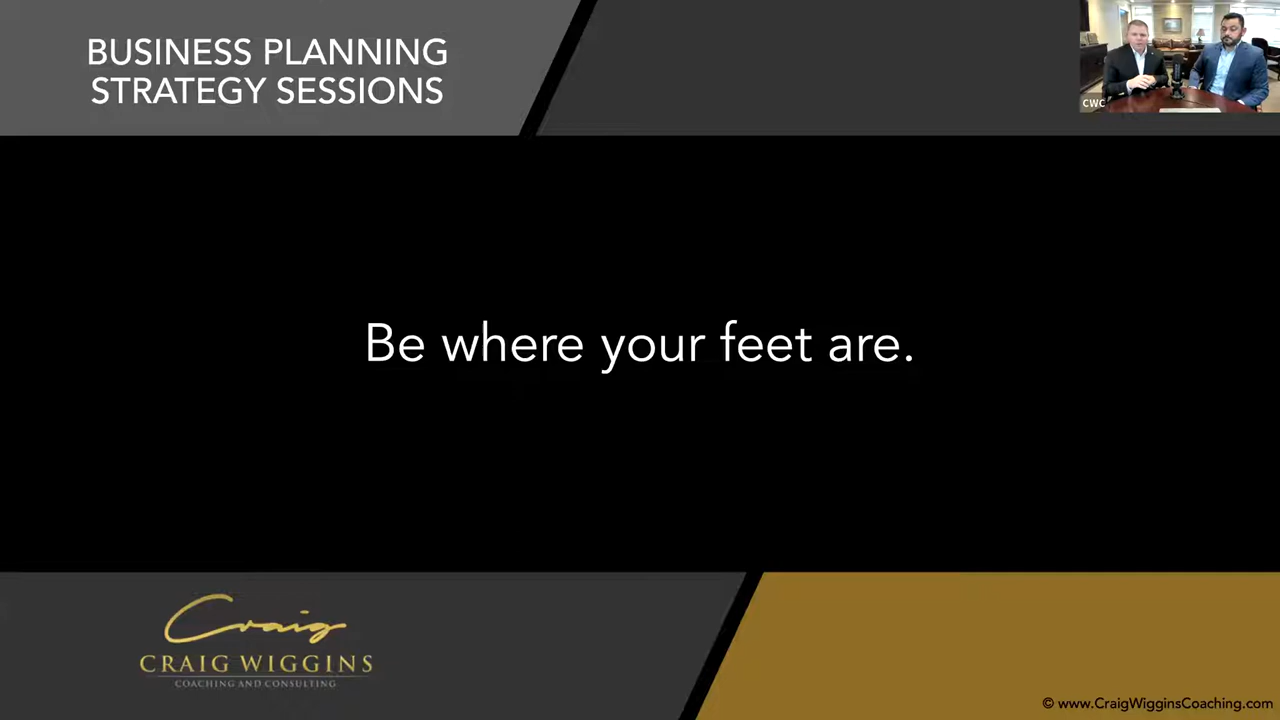 BUSINESS PLANNING
STRATEGY SESSIONS
CWC
Be where your feet are.
Craig
CRAIG WIGGINS
COACHING AND CONSULTING
© www.CraigWigginsCoaching.com